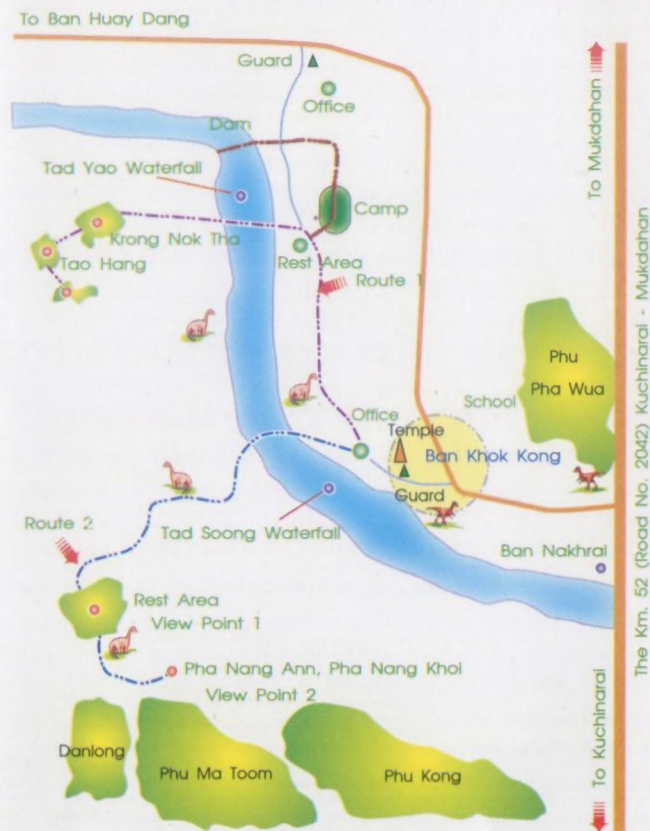 To Ban Huay Dang
Guard
Office
Dam
Tad Yao Waterfall
Camp
Krong Nok Tha
Tao Hang
Rest Area
Route 1
To Mukdahan
The Km. 52 (Road No. 2042) Kuchinarai - Mukdahan
Phu
Pha Wua
School
Office
Temple
Ban Khok Kong
Guard
Route 2
Tad Soong Waterfall
Ban Nakhrai
Rest Area
View Point 1
Pha Nang Ann, Pha Nang Khoi
View Point 2
Danlong
Phu Ma Toom
Phu Kong
To Kuchinarai